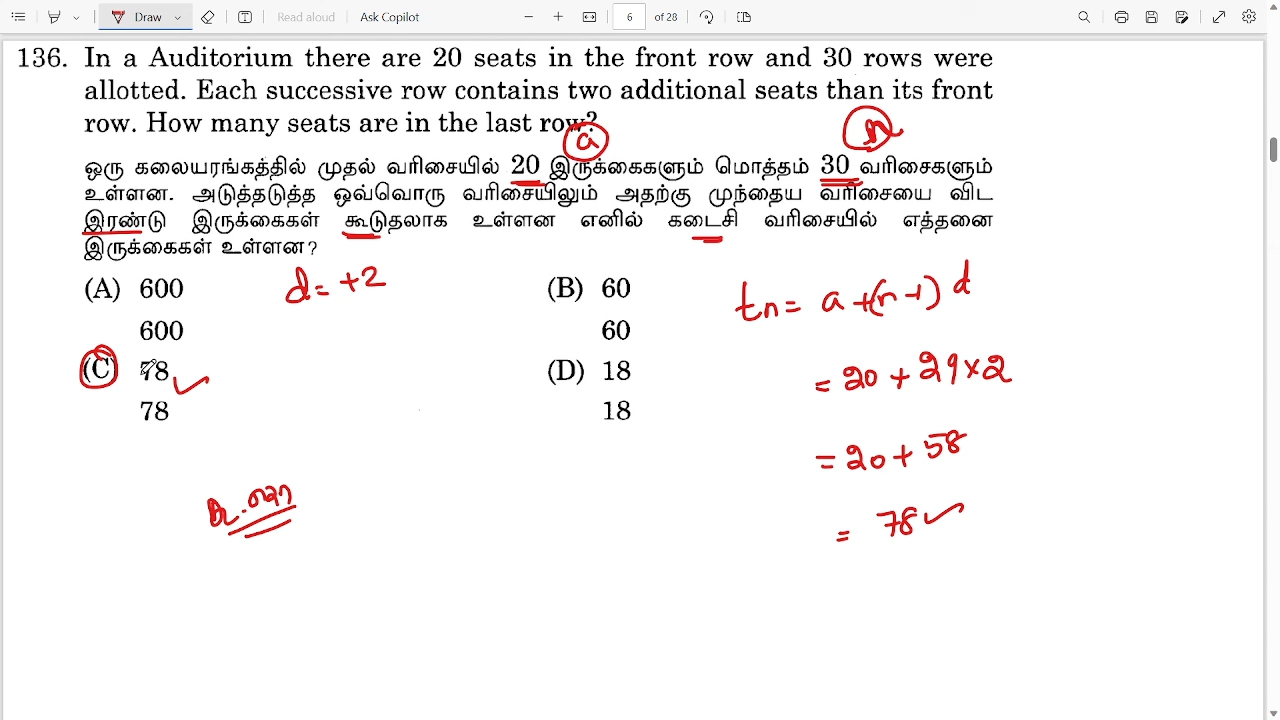 Draw
Read aloud
Ask Copilot
6
of 28
136. In a Auditorium there are 20 seats in the front row and 30 rows were
allotted. Each successive row contains two additional seats than its front
row. How many seats are in the last row?
a
n
ஒரு கலையரங்கத்தில் முதல் வரிசையில் 20 இருக்கைகளும் மொத்தம் 30 வரிசைகளும்
உள்ளன. அடுத்தடுத்த ஒவ்வொரு வரிசையிலும் அதற்கு முந்தைய வரிசையை விட
இரண்டு இருக்கைகள் கூடுதலாக உள்ளன எனில் கடைசி வரிசையில் எத்தனை
இருக்கைகள் உள்ளன?
(A) 600
600
(B) 60
60
(C) 78
78
(D) 18
18
d = +2
tn = a+(n-1) d
= 20 + 29×2
= 20 + 58
= 78